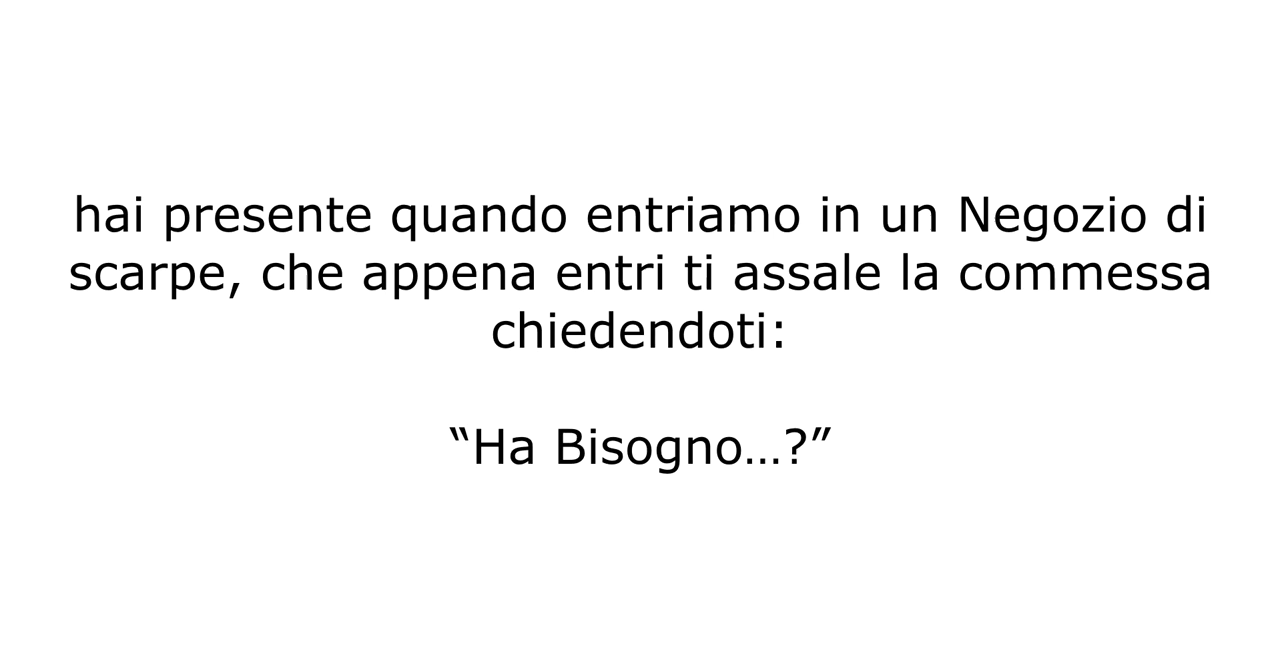 hai presente quando entriamo in un Negozio di
scarpe, che appena entri ti assale la commessa
chiedendoti:
“Ha Bisogno…?”